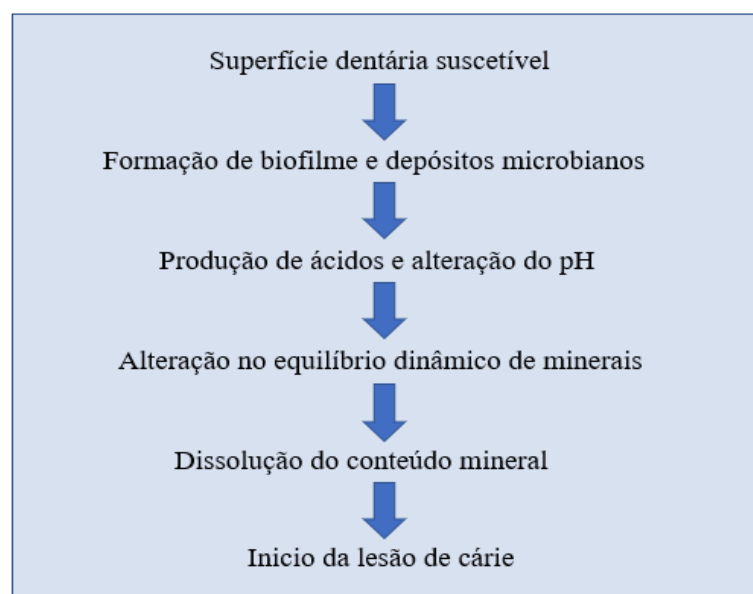 Superfície dentária suscetível
Formação de biofilme e depósitos microbianos
Produção de ácidos e alteração do pH
Alteração no equilíbrio dinâmico de minerais
Dissolução do conteúdo mineral
Inicio da lesão de cárie